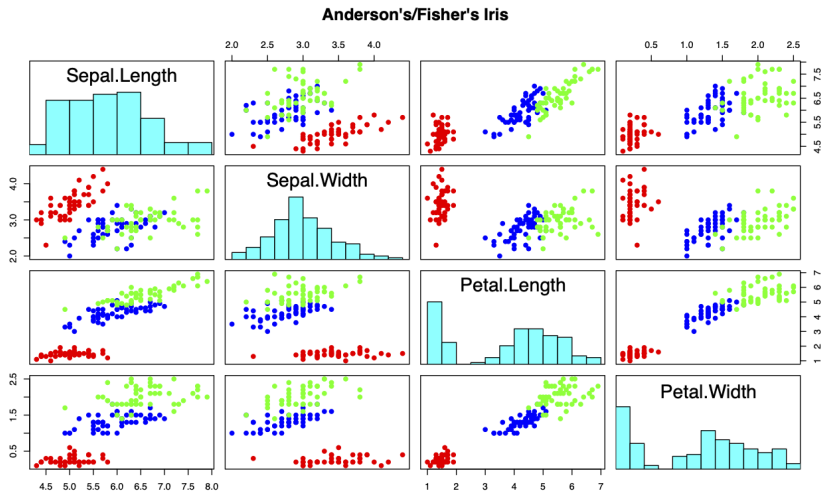 Anderson's/Fisher's Iris
2.0 2.5 3.0 3.5 4.0
0.5 1.0 1.5 2.0 2.5
Sepal.Length
4.5 5.5 6.5 7.5
2.0 3.0 4.0
Sepal.Width
Petal.Length
1 2 3 4 5 6 7
0.5 1.5 2.5
Petal.Width
4.5 5.0 5.5 6.0 6.5 7.0 7.5 8.0
1 2 3 4 5 6 7